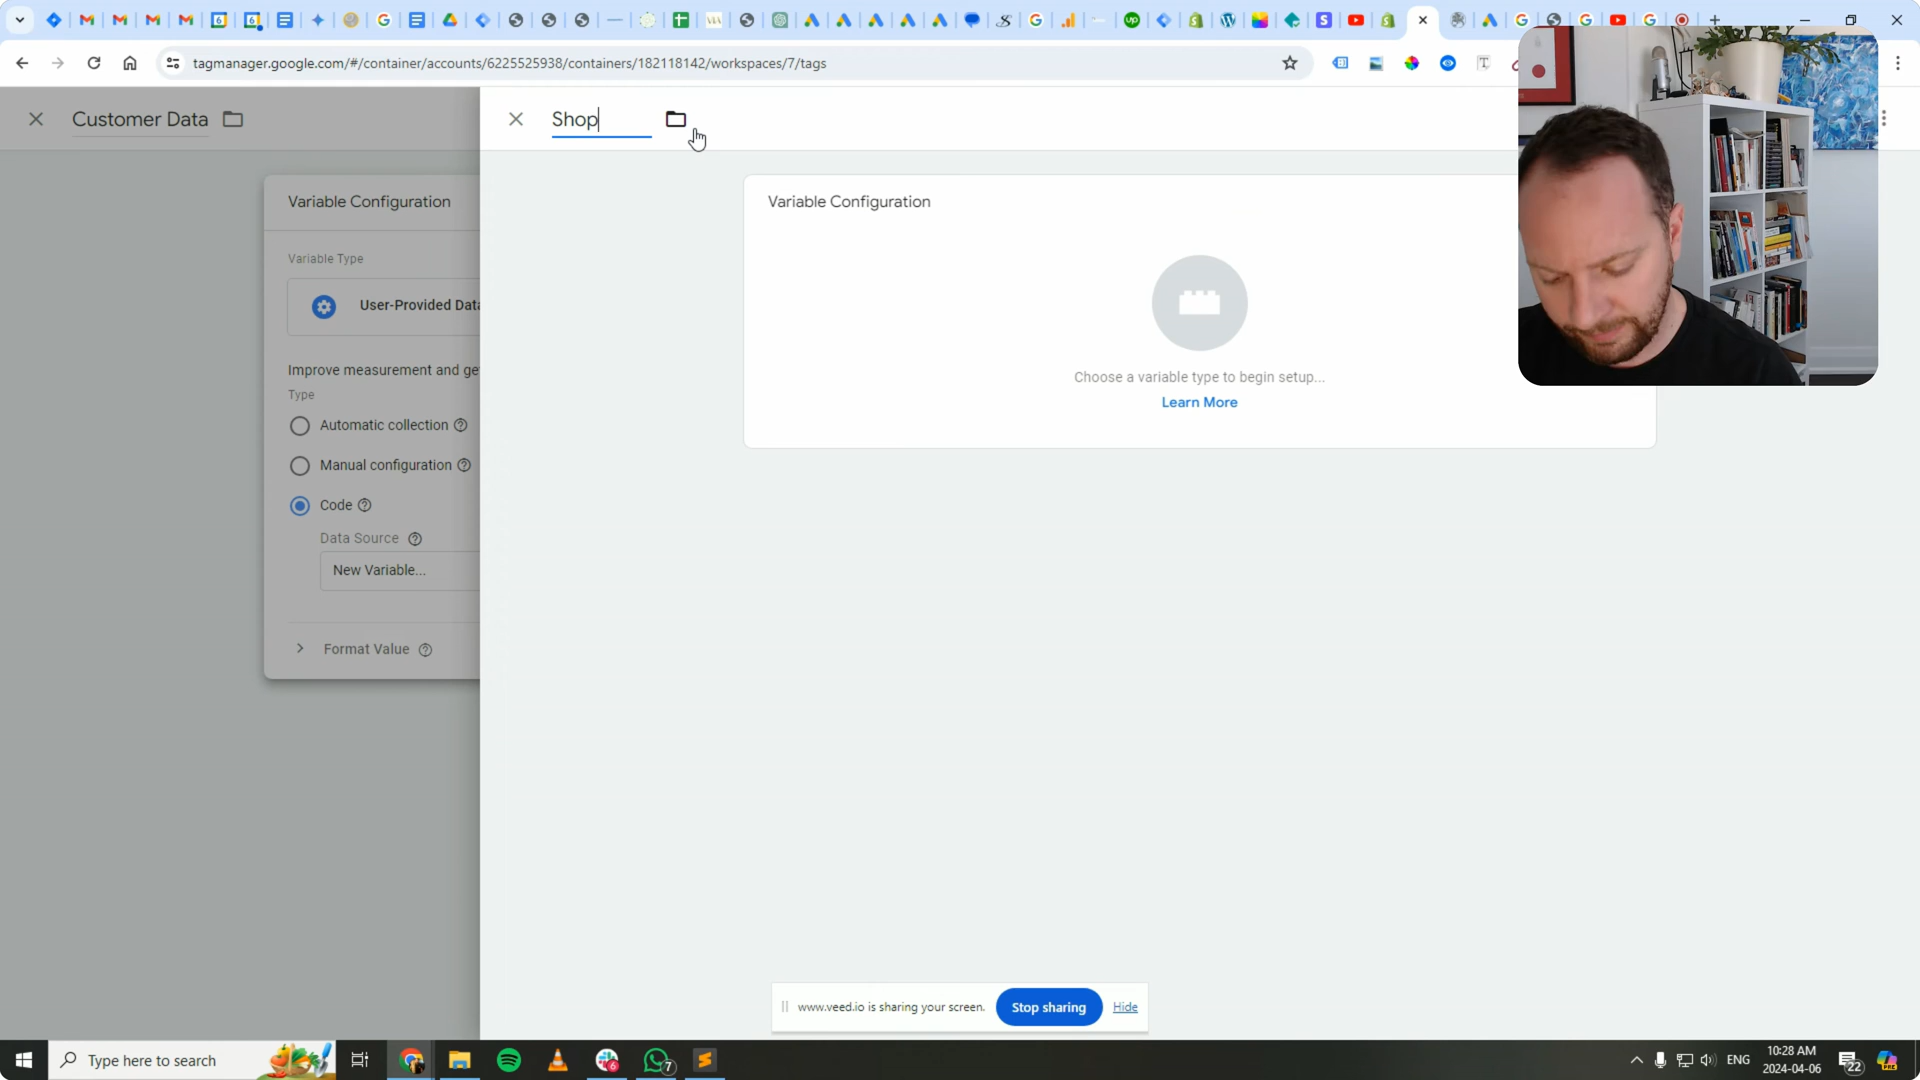 tagmanager.google.com/#/container/accounts/6225525938/containers/182118142/workspaces/7/tags
Customer Data
Shop
Variable Configuration
Variable Type
User-Provided Data
Improve measurement and ge
Type
Automatic collection
Manual configuration
Code
Data Source
New Variable...
Format Value
Variable Configuration
Choose a variable type to begin setup...
Learn More
www.veed.io is sharing your screen.
Stop sharing
Hide
Type here to search
7
ENG
10:28 AM
2024-04-06
22